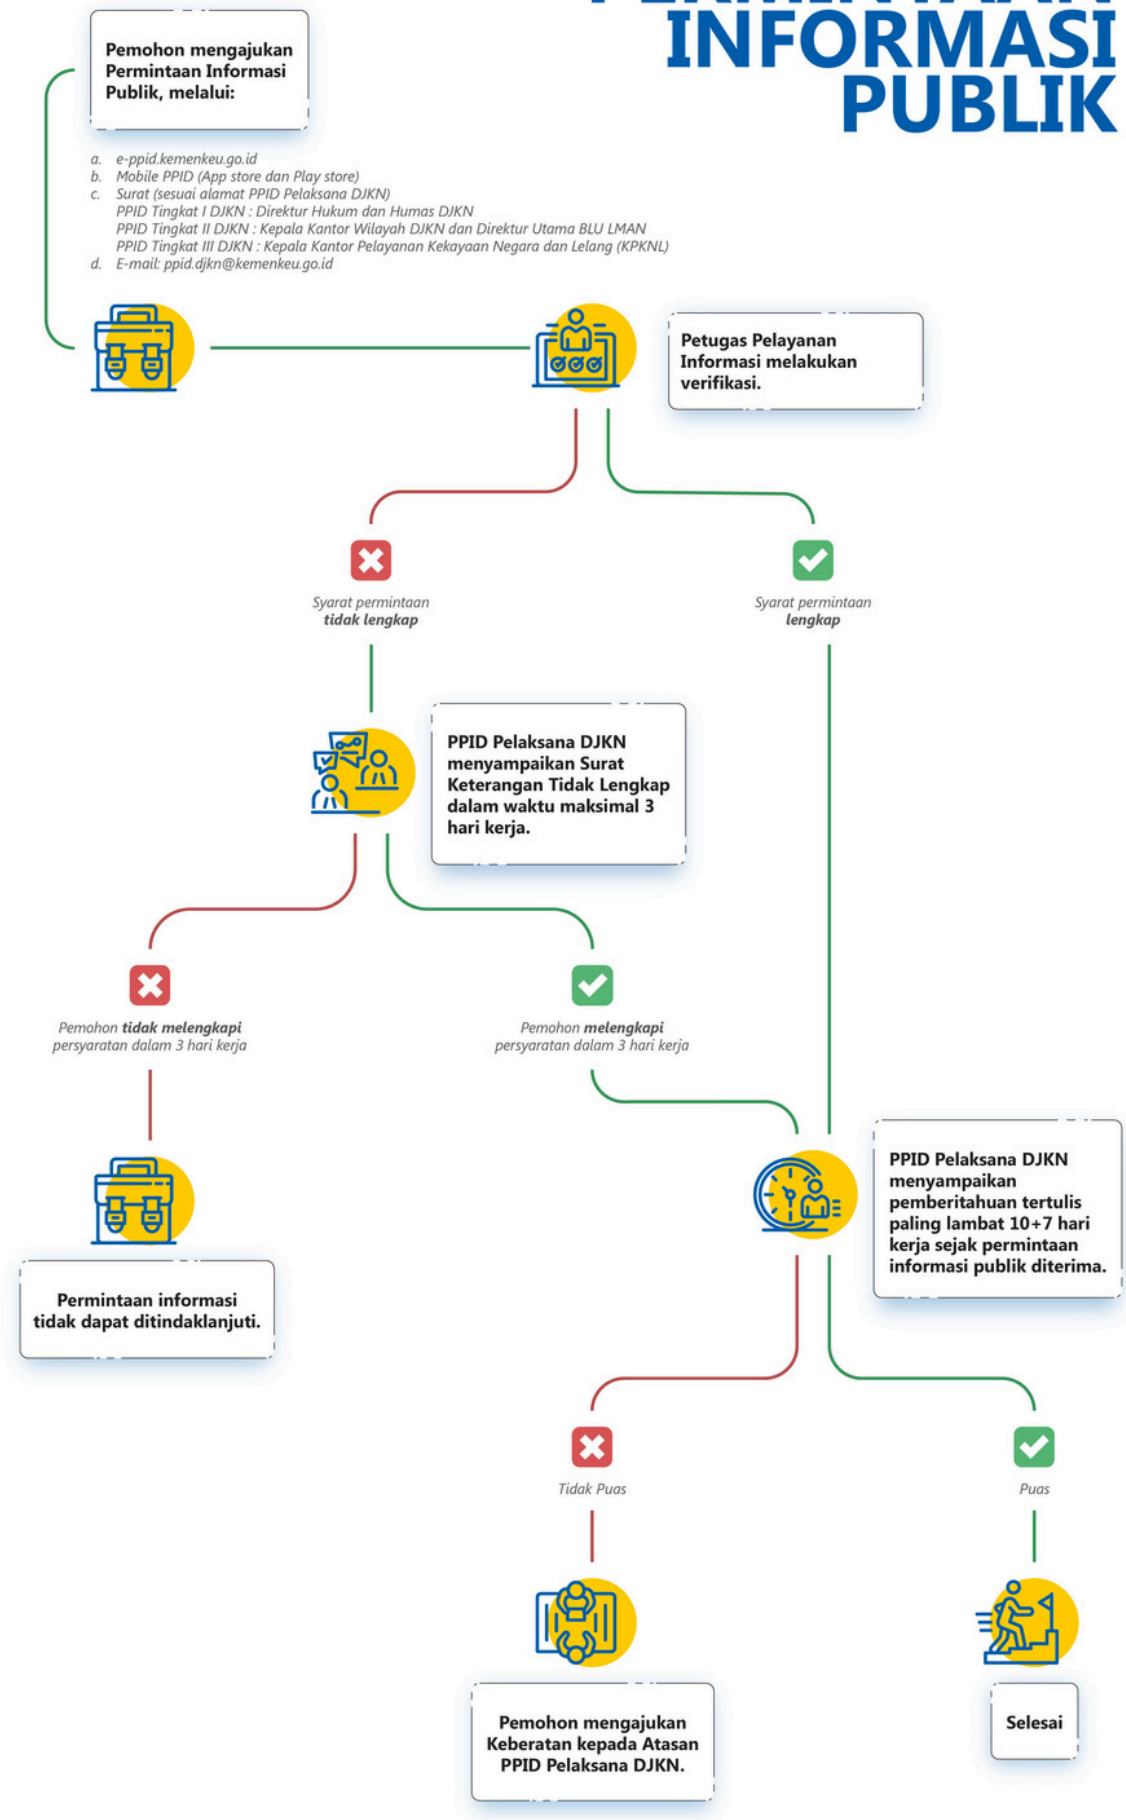 PERMINTAAN
INFORMASI
PUBLIK
Pemohon mengajukan
Permintaan Informasi
Publik, melalui:
a. e-ppid.kemenkeu.go.id
b. Mobile PPID (App store dan Play store)
c. Surat (sesuai alamat PPID Pelaksana DJKN)
PPID Tingkat I DJKN : Direktur Hukum dan Humas DJKN
PPID Tingkat II DJKN : Kepala Kantor Wilayah DJKN dan Direktur Utama BLU LMAN
PPID Tingkat III DJKN : Kepala Kantor Pelayanan Kekayaan Negara dan Lelang (KPKNL)
d. E-mail: ppid.djkn@kemenkeu.go.id
Petugas Pelayanan
Informasi melakukan
verifikasi.
Syarat permintaan
tidak lengkap
Syarat permintaan
lengkap
PPID Pelaksana DJKN
menyampaikan Surat
Keterangan Tidak Lengkap
dalam waktu maksimal 3
hari kerja.
Pemohon tidak melengkapi
persyaratan dalam 3 hari kerja
Pemohon melengkapi
persyaratan dalam 3 hari kerja
PPID Pelaksana DJKN
menyampaikan
pemberitahuan tertulis
paling lambat 10+7 hari
kerja sejak permintaan
informasi publik diterima.
Permintaan informasi
tidak dapat ditindaklanjuti.
Tidak Puas
Puas
Pemohon mengajukan
Keberatan kepada Atasan
PPID Pelaksana DJKN.
Selesai